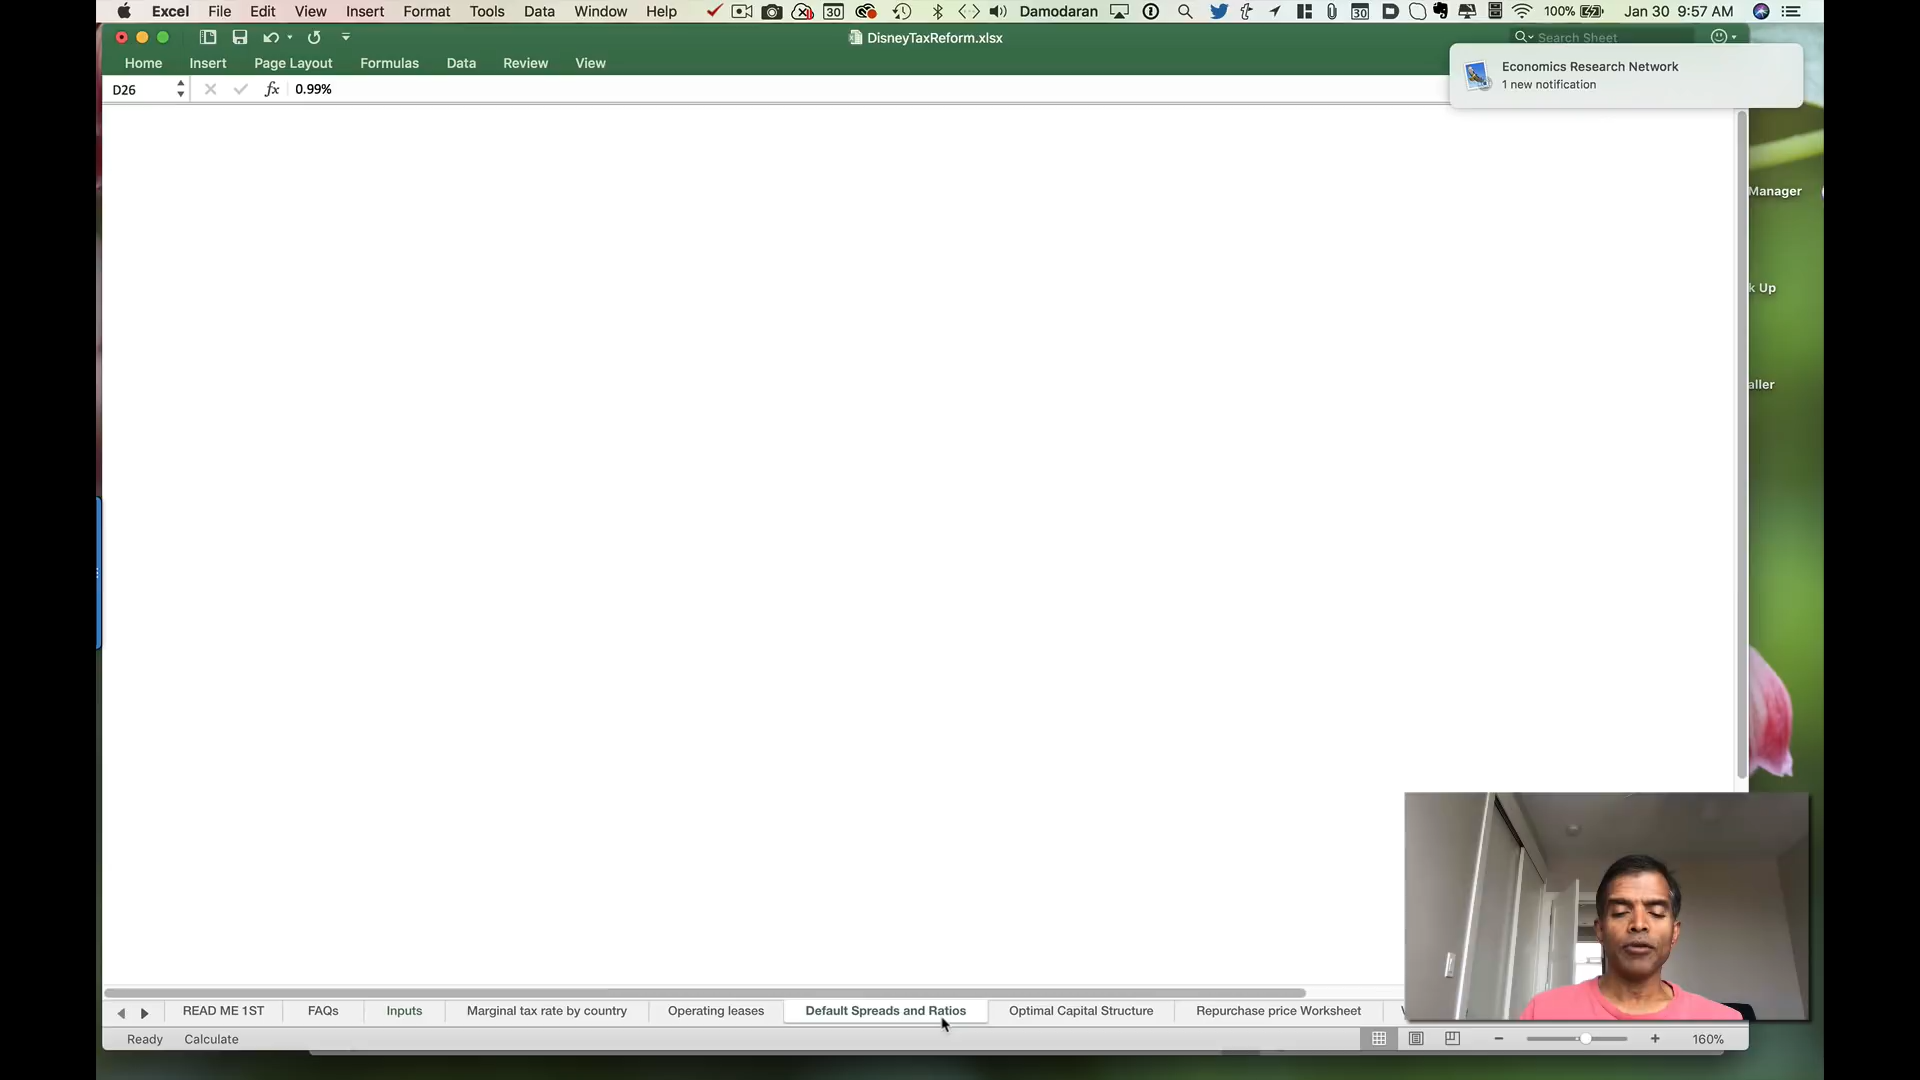 Excel File Edit View Insert Format Tools Data Window Help 30 Damodaran 30 100% Jan 30 9:57 AM
DisneyTaxReform.xlsx Search Sheet
Home Insert Page Layout Formulas Data Review View
Economics Research Network
1 new notification
D26 fx 0.99%
Manager
k Up
aller
READ ME 1ST FAQs Inputs Marginal tax rate by country Operating leases Default Spreads and Ratios Optimal Capital Structure Repurchase price Worksheet
Ready Calculate 160%